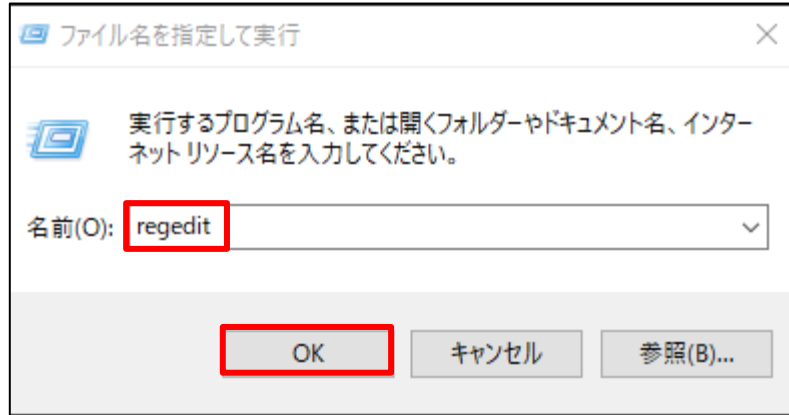 ファイル名を指定して実行
実行するプログラム名、または開くフォルダーやドキュメント名、インター
ネット リソース名を入力してください。
名前(O): regedit
OK キャンセル 参照(B)...